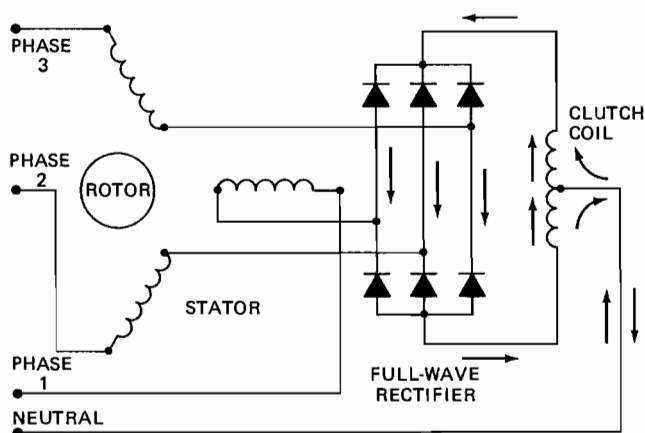 PHASE
3
PHASE
2
ROTOR
CLUTCH
COIL
STATOR
PHASE
1
FULL-WAVE
RECTIFIER
NEUTRAL